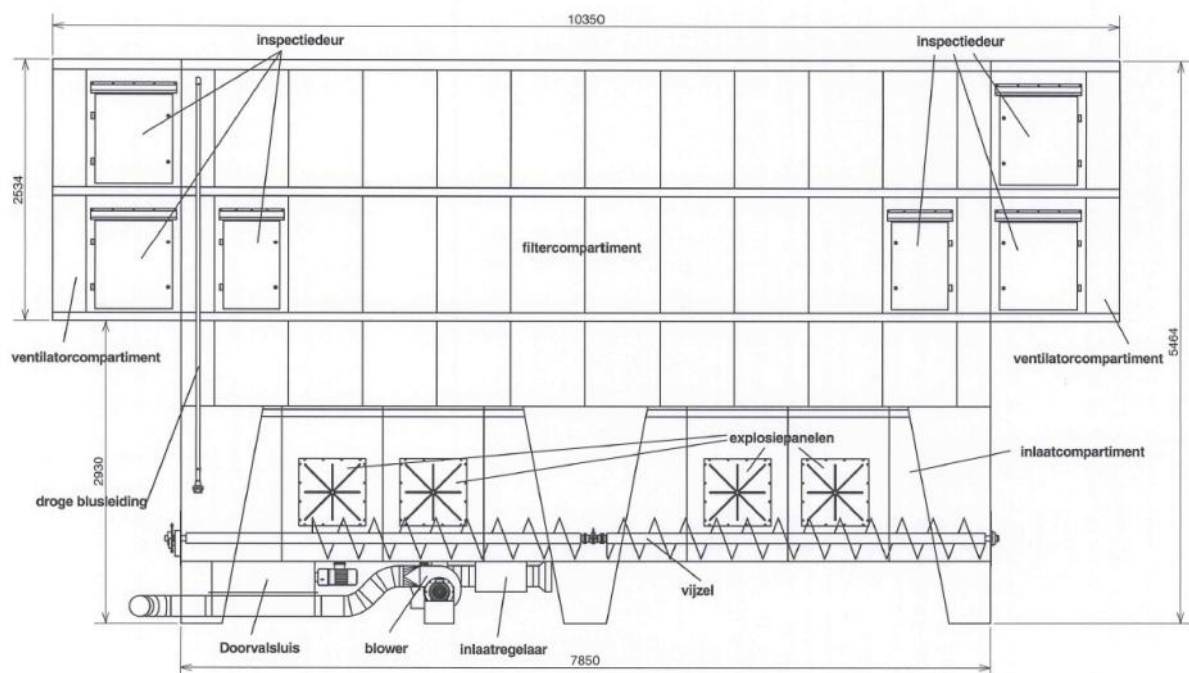 10350
inspectiedeur
inspectiedeur
2534
filtercompartiment
ventilatorcompartiment
ventilatorcompartiment
5464
2930
explosiepanelen
inlaatcompartiment
droge blusleiding
vijzel
Doorvalsluis
blower
inlaatregelaar
7850